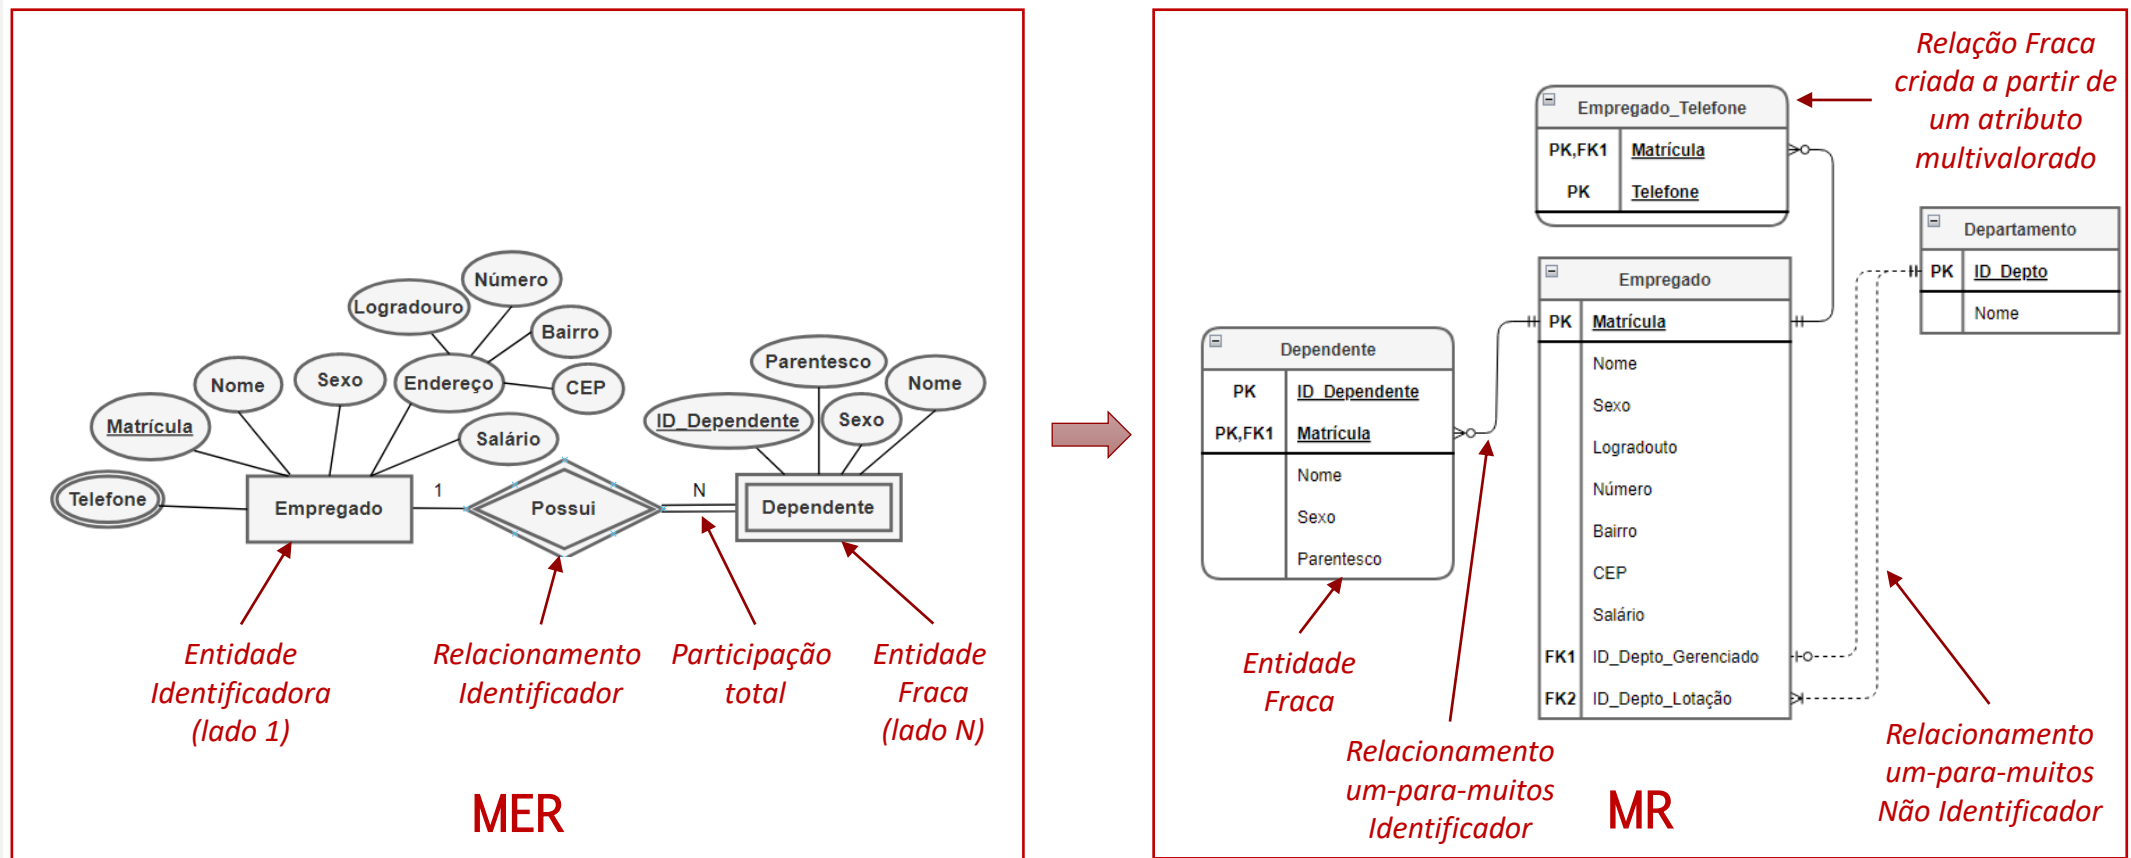 Número
Logradouro
Bairro
Nome
Sexo
Endereço
CEP
Matrícula
Salário
Telefone
Empregado
1
Possui
N
Dependente
ID_Dependente
Parentesco
Sexo
Nome
Entidade
Identificadora
(lado 1)
Relacionamento
Identificador
Participação
total
Entidade
Fraca
(lado N)
MER
Relação Fraca
criada a partir de
um atributo
multivalorado
Empregado_Telefone
PK,FK1 Matrícula
PK Telefone
Departamento
PK ID_Depto
Nome
Empregado
PK Matrícula
Nome
Sexo
Logradouto
Número
Bairro
CEP
Salário
FK1 ID_Depto_Gerenciado
FK2 ID_Depto_Lotação
Dependente
PK ID_Dependente
PK,FK1 Matrícula
Nome
Sexo
Parentesco
Entidade
Fraca
Relacionamento
um-para-muitos
Identificador
Relacionamento
um-para-muitos
Não Identificador
MR